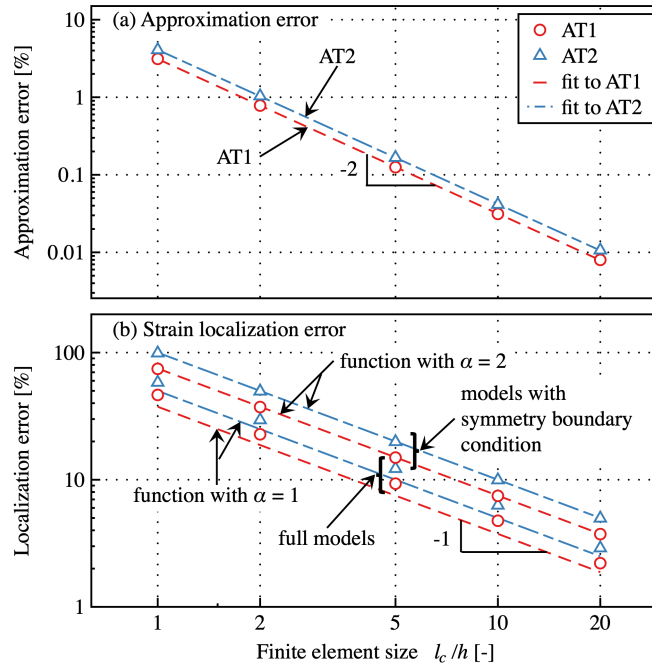 (a) Approximation error
AT1
AT2
fit to AT1
fit to AT2
10
1
0.1
0.01
Approximation error [%]
AT2
AT1
-2
(b) Strain localization error
100
10
1
Localization error [%]
function with α = 2
models with
symmetry boundary
condition
function with α = 1
full models
-1
1
2
5
10
20
Finite element size l_c/h [-]